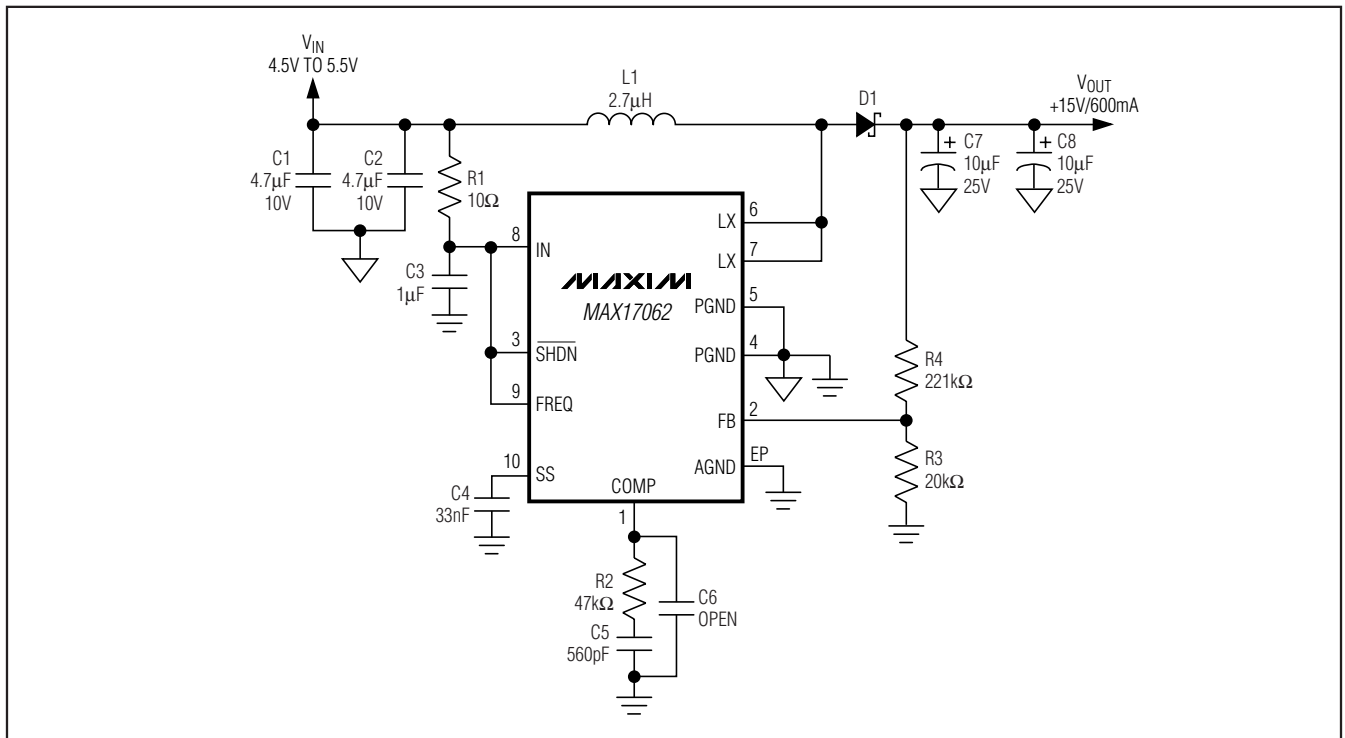 VIN
4.5V TO 5.5V
L1
2.7μH
D1
VOUT
+15V/600mA
C1
4.7μF
10V
C2
4.7μF
10V
R1
10Ω
+ C7
10μF
25V
+ C8
10μF
25V
8 IN
C3
1μF
3 SHDN
9 FREQ
10 SS
C4
33nF
MAXIM
MAX17062
LX 6
LX 7
PGND 5
PGND 4
FB 2
AGND EP
COMP
1
R4
221kΩ
R3
20kΩ
R2
47kΩ
C5
560pF
C6
OPEN